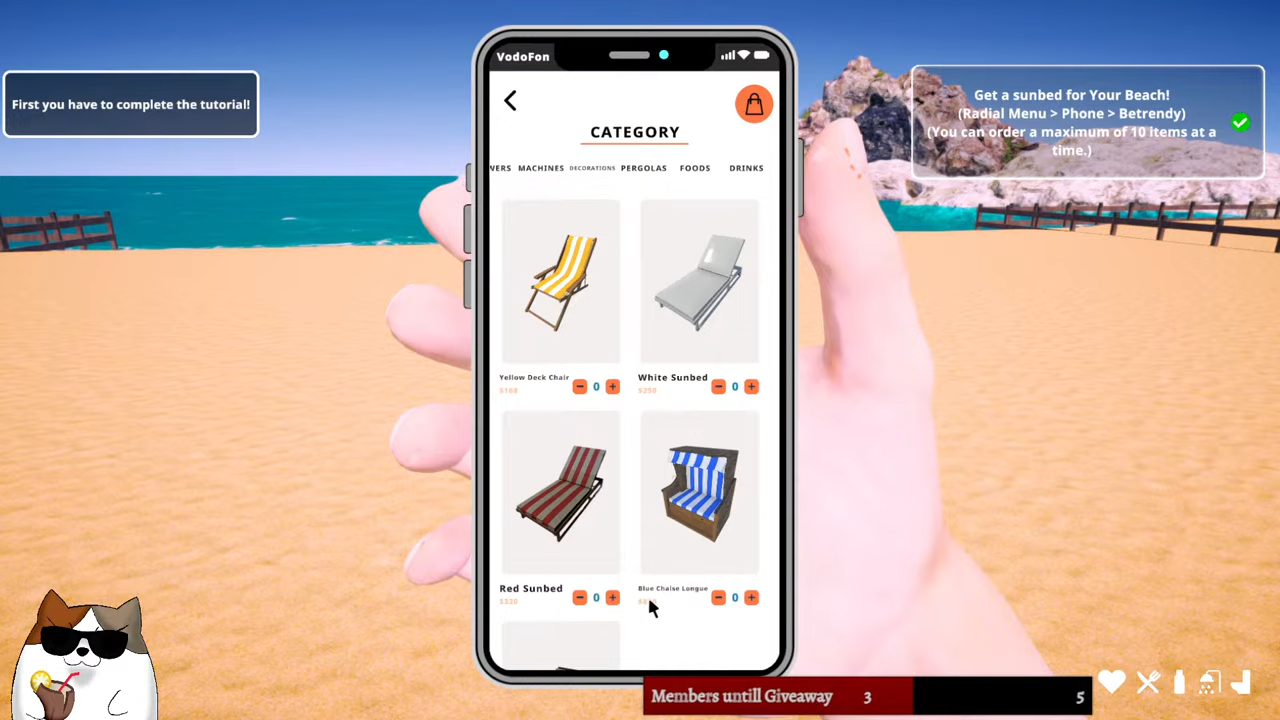 VodoFon
First you have to complete the tutorial!
Get a sunbed for Your Beach!
(Radial Menu > Phone > Betrendy)
(You can order a maximum of 10 items at a
time.)
CATEGORY
MACHINES DECORATIONS PERGOLAS FOODS DRINKS
Yellow Deck Chair
0
White Sunbed
$250
0
Red Sunbed
$330
0
Blue Chaise Longue
0
Members untill Giveaway 3 5